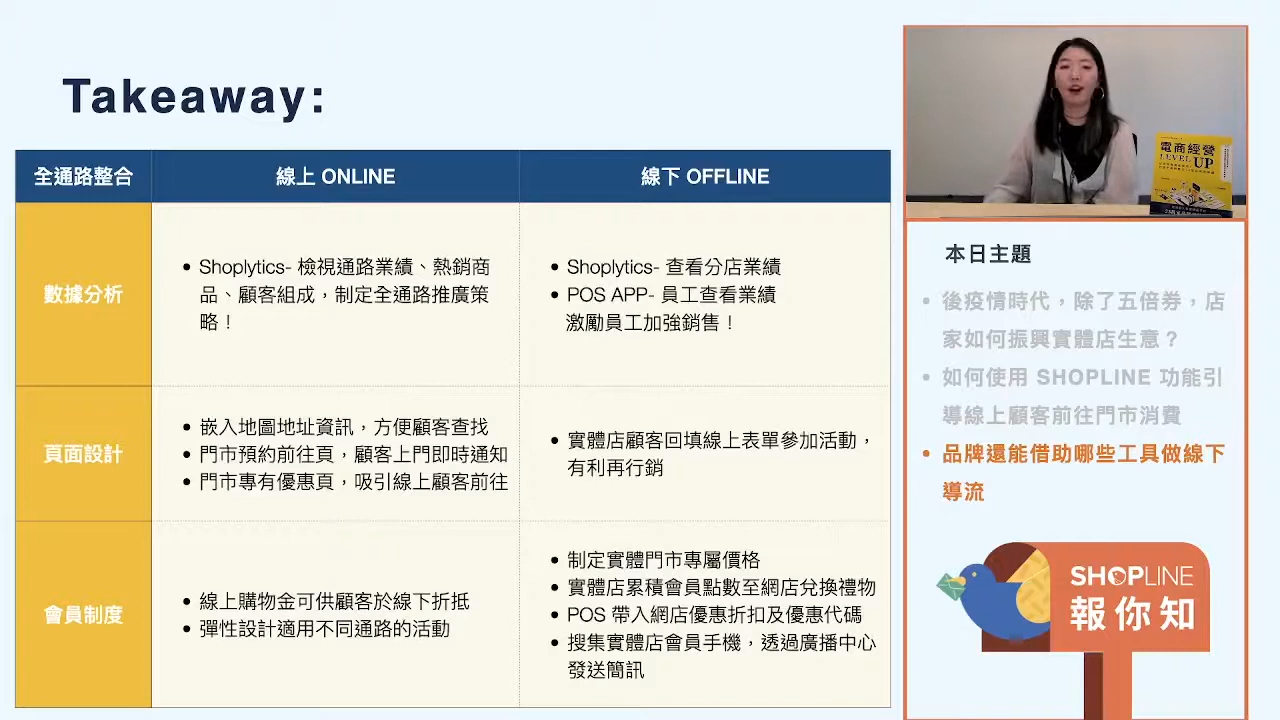 Takeaway:
全通路整合
線上 ONLINE
線下 OFFLINE
數據分析
• Shoplytics- 檢視通路業績、熱銷商
品、顧客組成，制定全通路推廣策
略！
• Shoplytics- 查看分店業績
• POS APP- 員工查看業績
激勵員工加強銷售！
頁面設計
• 嵌入地圖地址資訊，方便顧客查找
• 門市預約前往頁，顧客上門即時通知
• 門市專有優惠頁，吸引線上顧客前往
• 實體店顧客回填線上表單參加活動，
有利再行銷
會員制度
• 線上購物金可供顧客於線下折抵
• 彈性設計適用不同通路的活動
• 制定實體門市專屬價格
• 實體店累積會員點數至網店兌換禮物
• POS 帶入網店優惠折扣及優惠代碼
• 搜集實體店會員手機，透過廣播中心
發送簡訊
電商經營
LEVEL UP
本日主題
• 後疫情時代，除了五倍券，店
家如何振興實體店生意？
• 如何使用 SHOPLINE 功能引
導線上顧客前往門市消費
• 品牌還能借助哪些工具做線下
導流
SHOPLINE
報你知